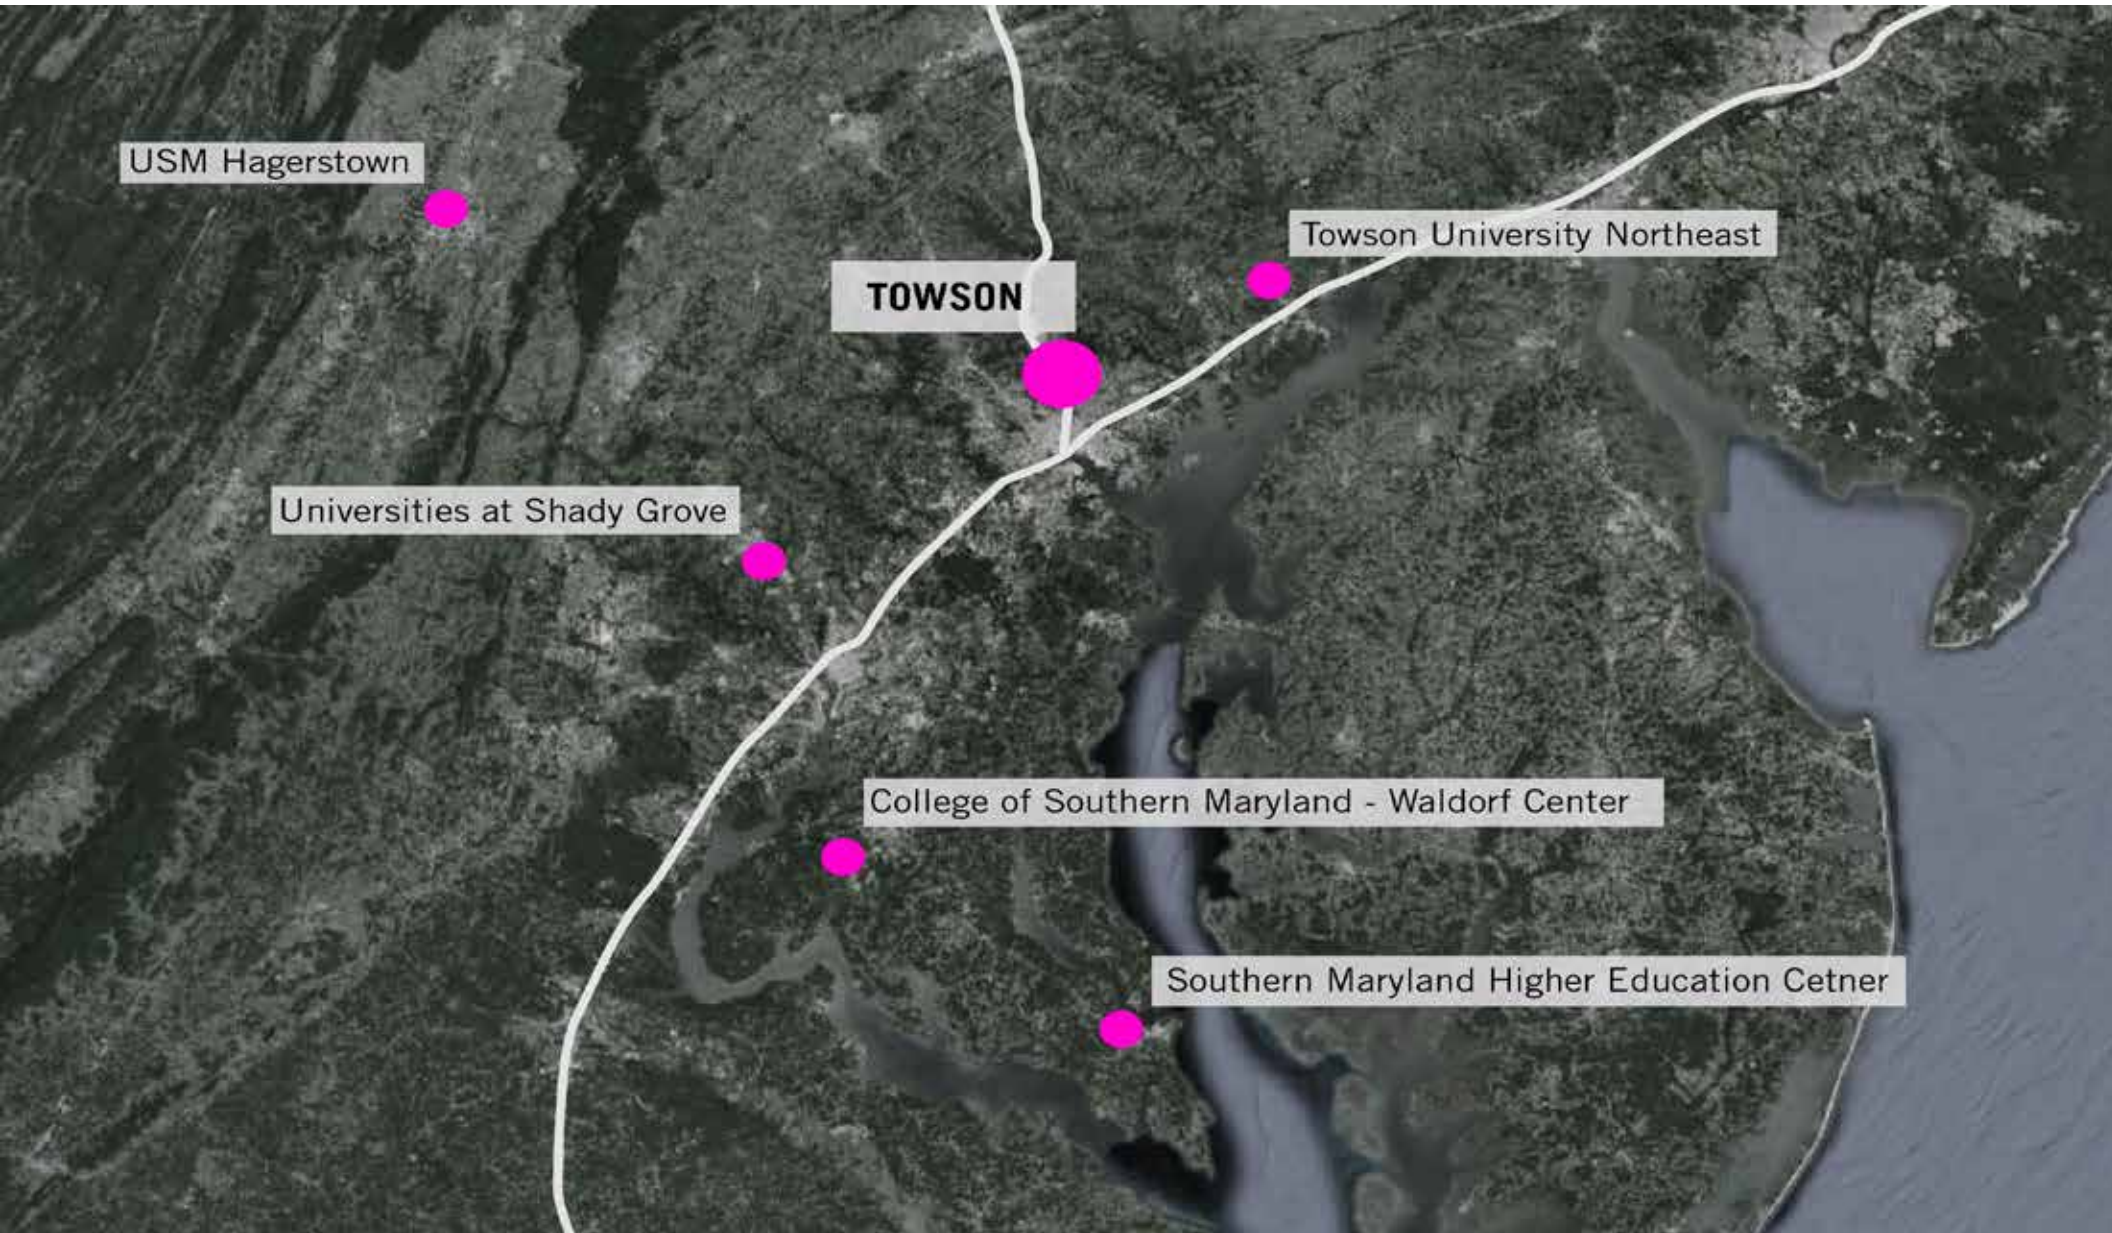 USM Hagerstown
Towson University Northeast
TOWSON
Universities at Shady Grove
College of Southern Maryland - Waldorf Center
Southern Maryland Higher Education Cetner